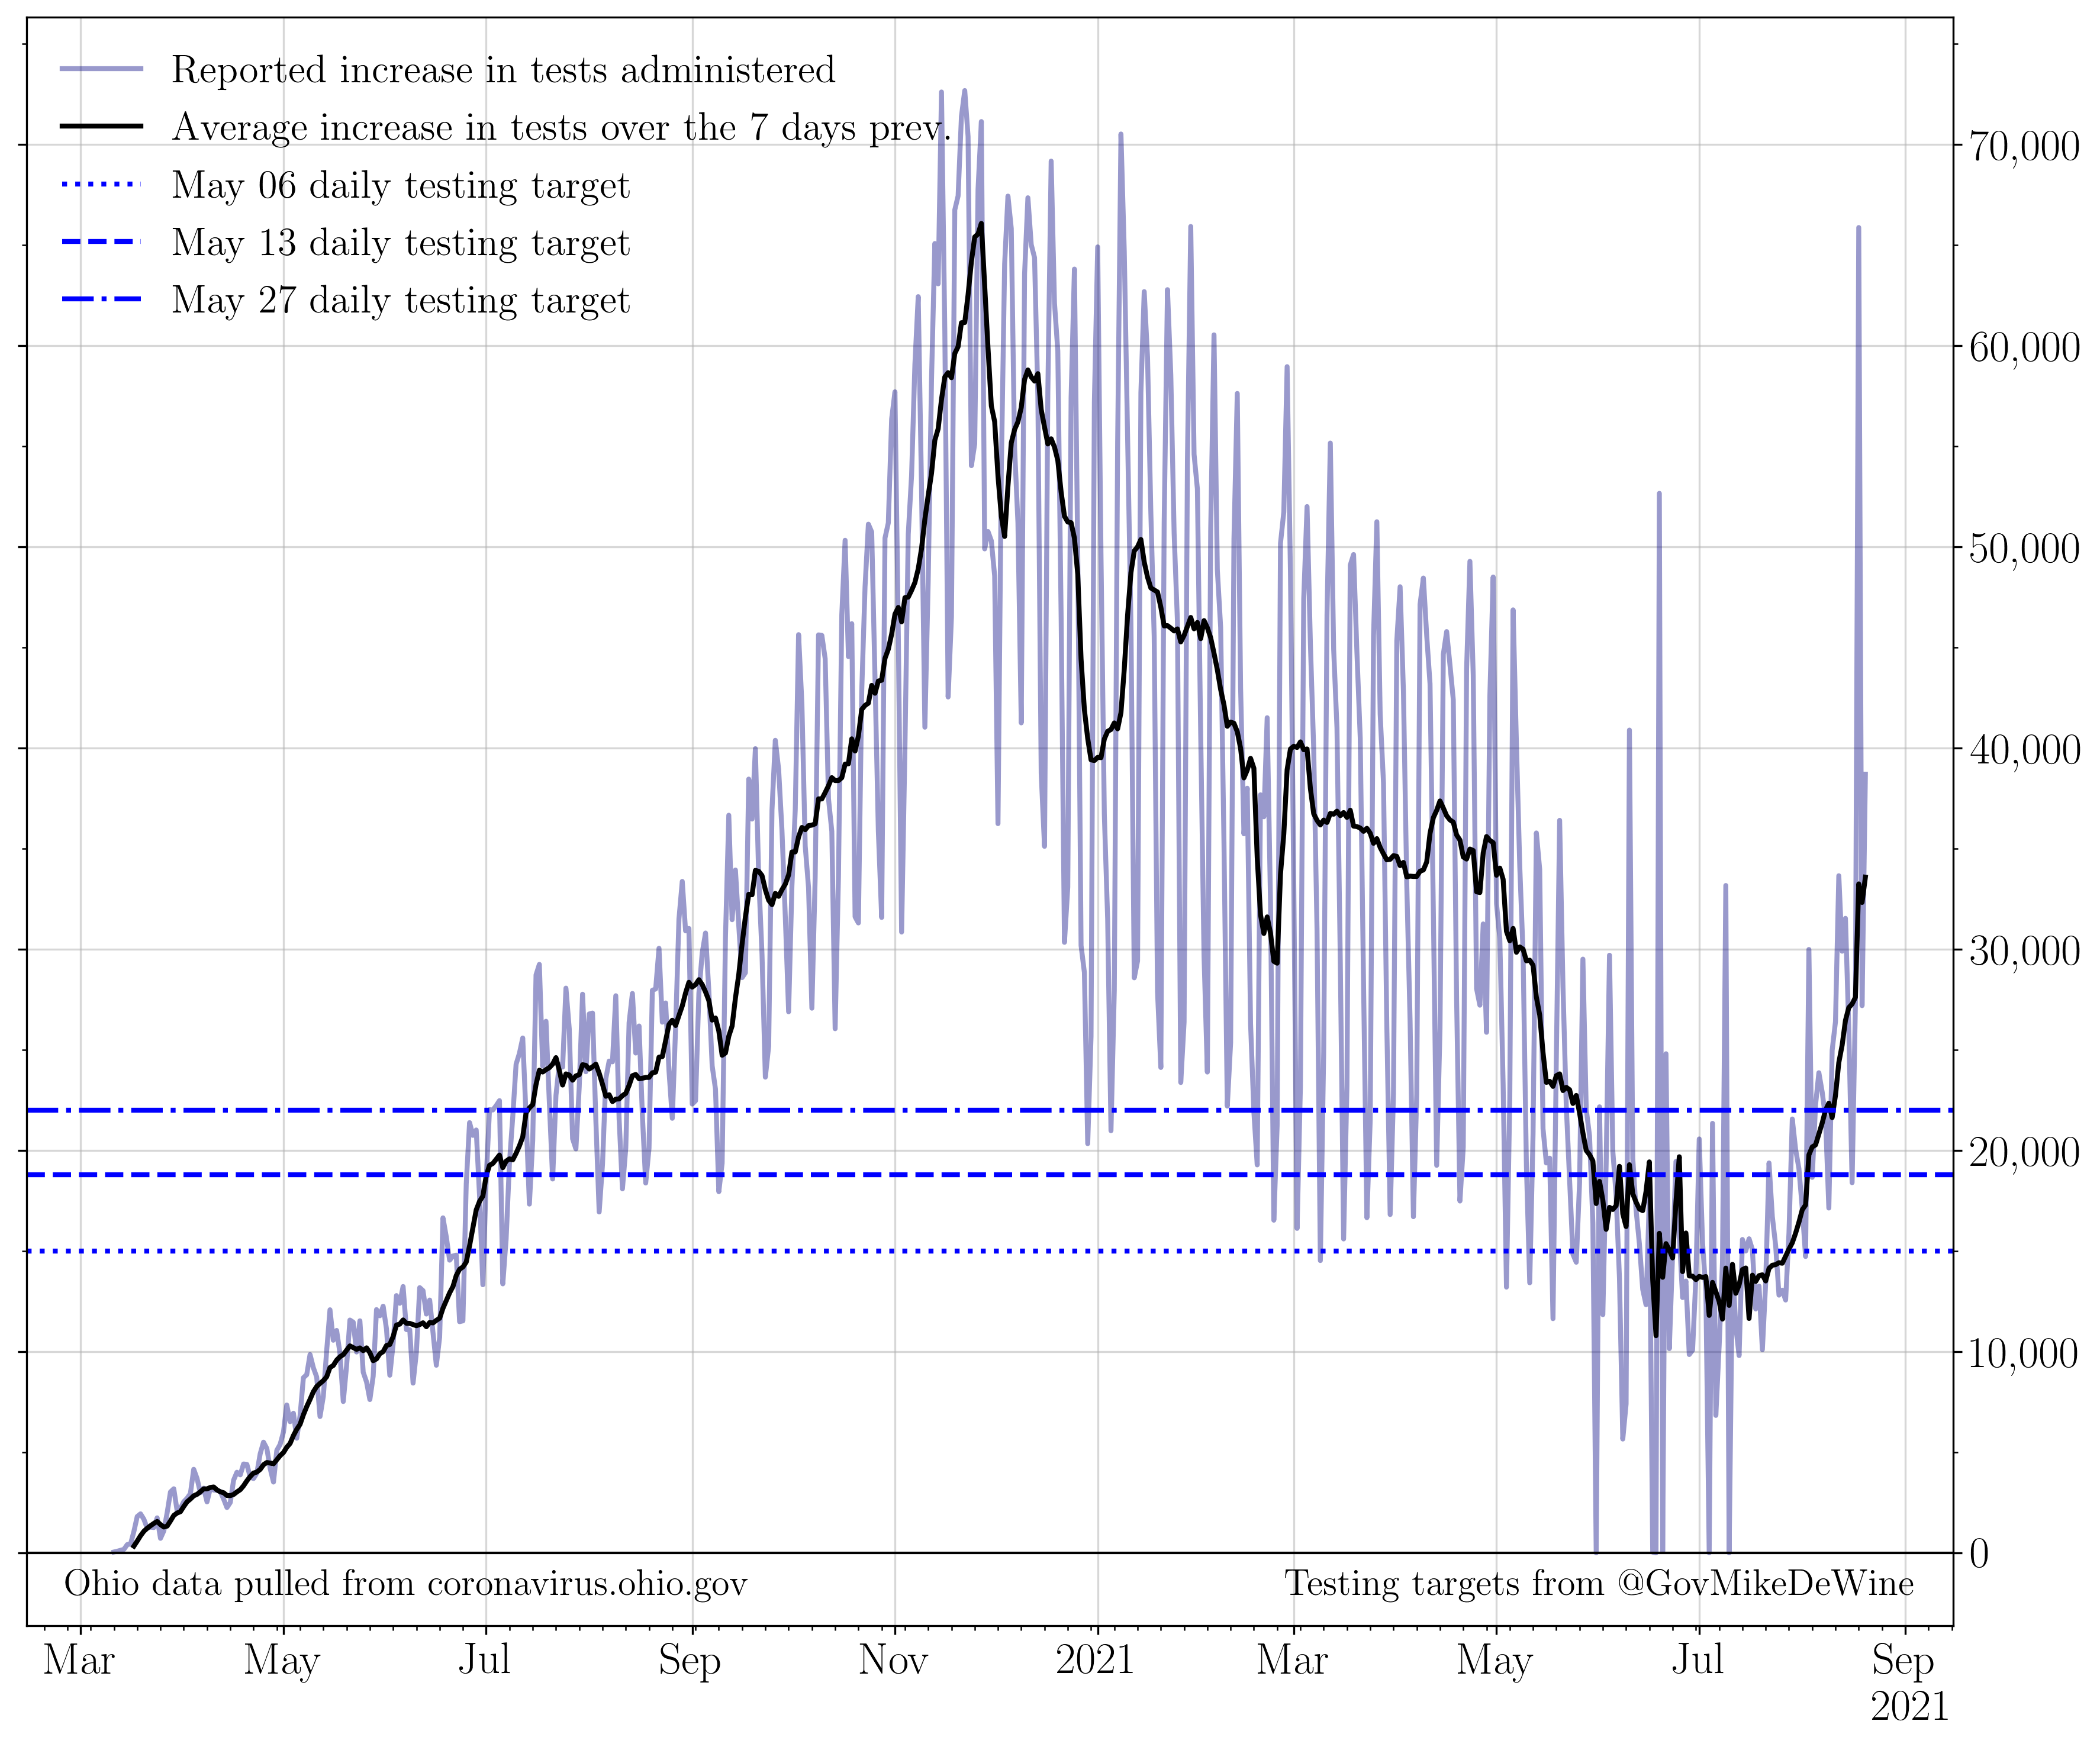 Reported increase in tests administered
Average increase in tests over the 7 days prev.
May 06 daily testing target
May 13 daily testing target
May 27 daily testing target
70,000
60,000
50,000
40,000
30,000
20,000
10,000
0
Ohio data pulled from coronavirus.ohio.gov
Testing targets from @GovMikeDeWine
Mar May Jul Sep Nov 2021 Mar May Jul Sep
2021